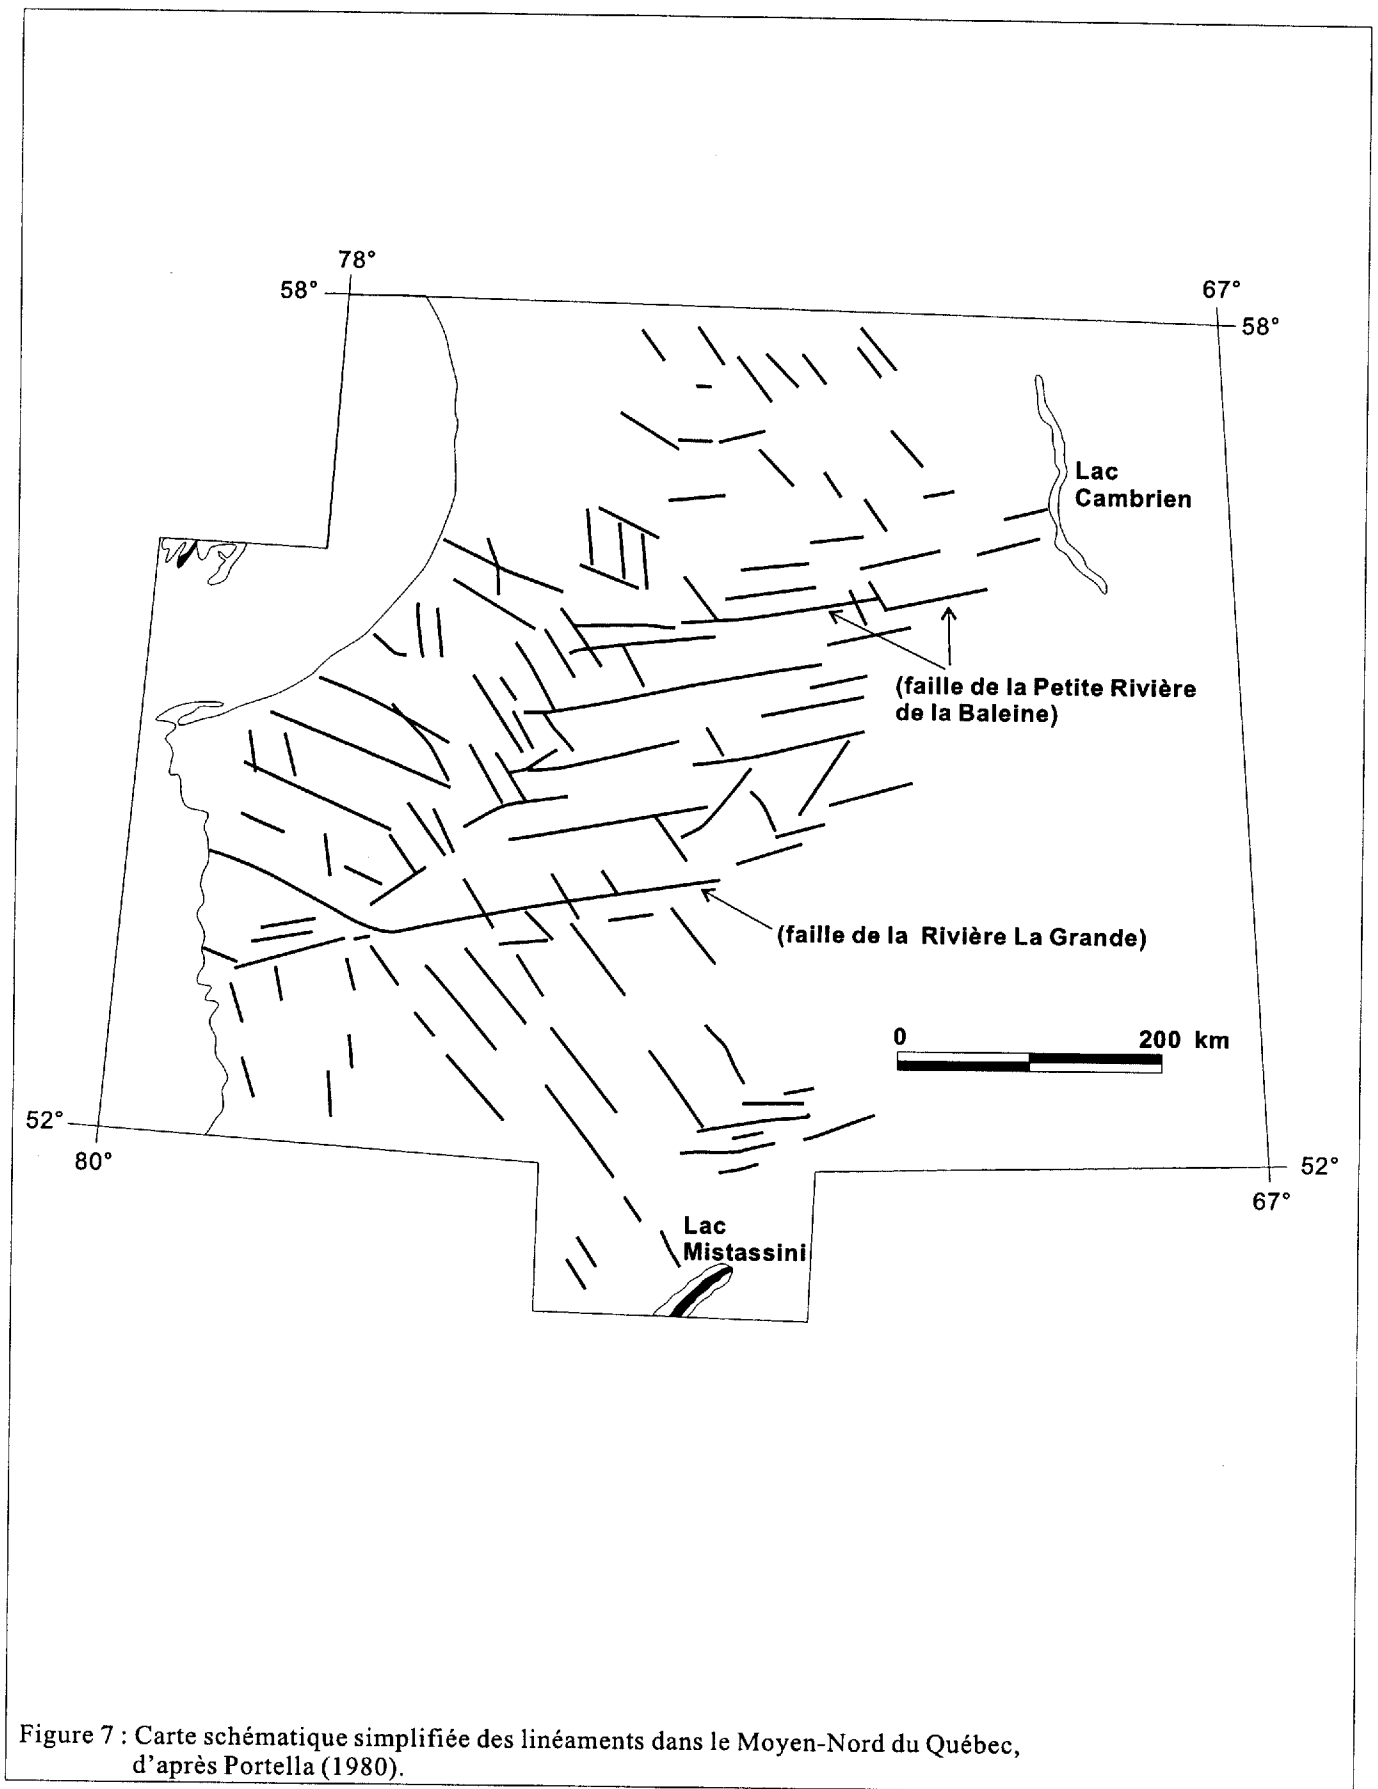 78°
58°
67°
58°
Lac
Cambrien
(faille de la Petite Rivière
de la Baleine)
(faille de la Rivière La Grande)
0 200 km
52°
80°
52°
67°
Lac
Mistassini
Figure 7 : Carte schématique simplifiée des linéaments dans le Moyen-Nord du Québec,
d'après Portella (1980).